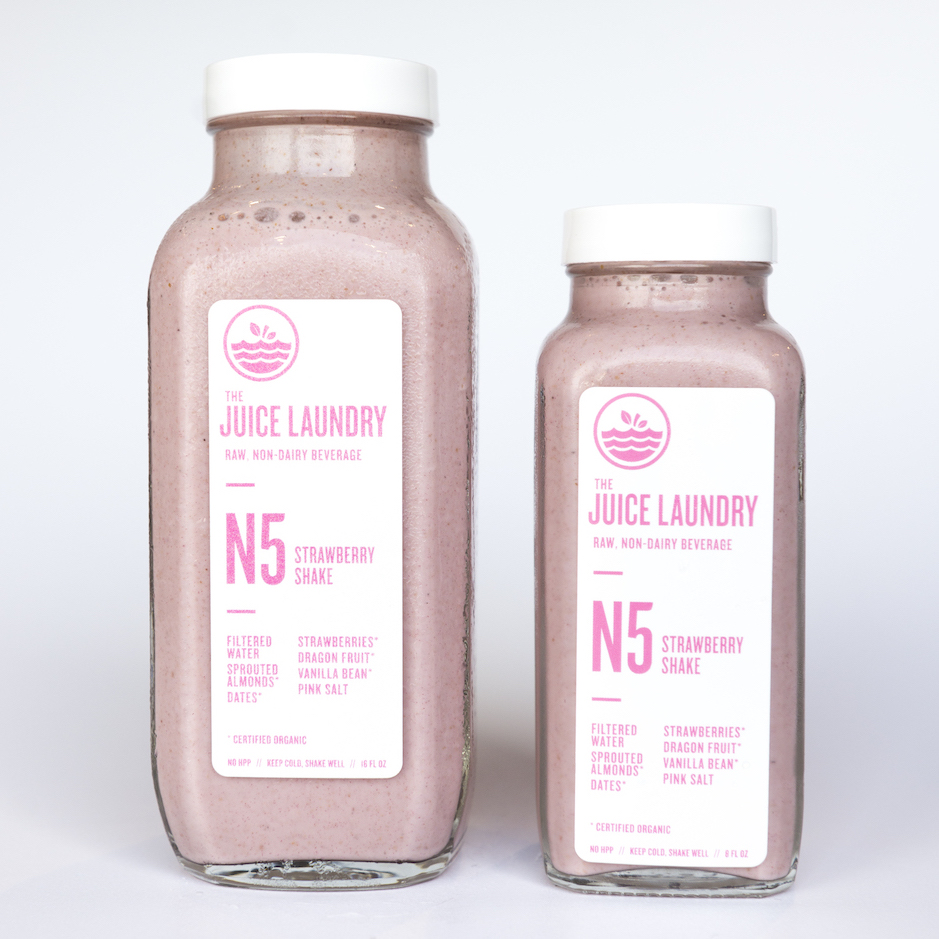 THE
JUICE LAUNDRY
RAW, NON-DAIRY BEVERAGE
N5 STRAWBERRY
SHAKE
FILTERED
WATER
SPROUTED
ALMONDS*
DATES*
STRAWBERRIES*
DRAGON FRUIT*
VANILLA BEAN*
PINK SALT
* CERTIFIED ORGANIC
NO HPP // KEEP COLD, SHAKE WELL // 16 FL OZ
THE
JUICE LAUNDRY
RAW, NON-DAIRY BEVERAGE
N5 STRAWBERRY
SHAKE
FILTERED
WATER
SPROUTED
ALMONDS*
DATES*
STRAWBERRIES*
DRAGON FRUIT*
VANILLA BEAN*
PINK SALT
* CERTIFIED ORGANIC
NO HPP // KEEP COLD, SHAKE WELL // 8 FL OZ